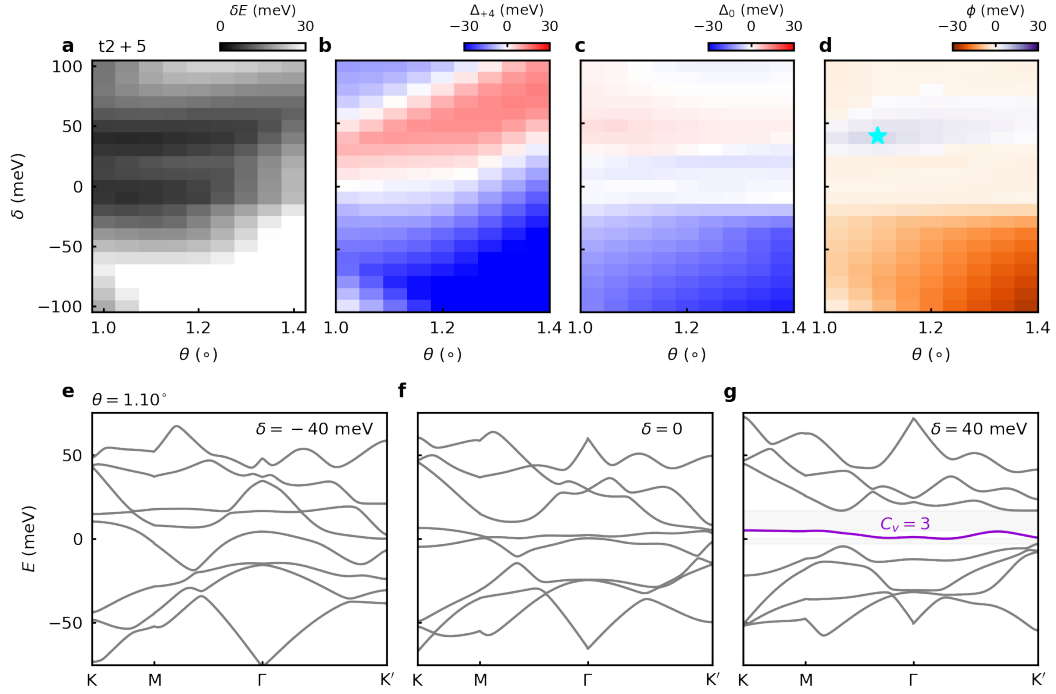 δE (meV)
0 30
a t2 + 5
Δ+4 (meV)
−30 0 30
b
Δ0 (meV)
−30 0 30
c
ϕ (meV)
−30 0 30
d
δ (meV)
100
50
0
−50
−100
1.0 1.2 1.4
θ (∘)
1.0 1.2 1.4
θ (∘)
1.0 1.2 1.4
θ (∘)
1.0 1.2 1.4
θ (∘)
e
θ = 1.10∘
δ = − 40 meV
E (meV)
50
0
−50
K M Γ K′
f
δ = 0
K M Γ K′
g
δ = 40 meV
Cv = 3
K M Γ K′